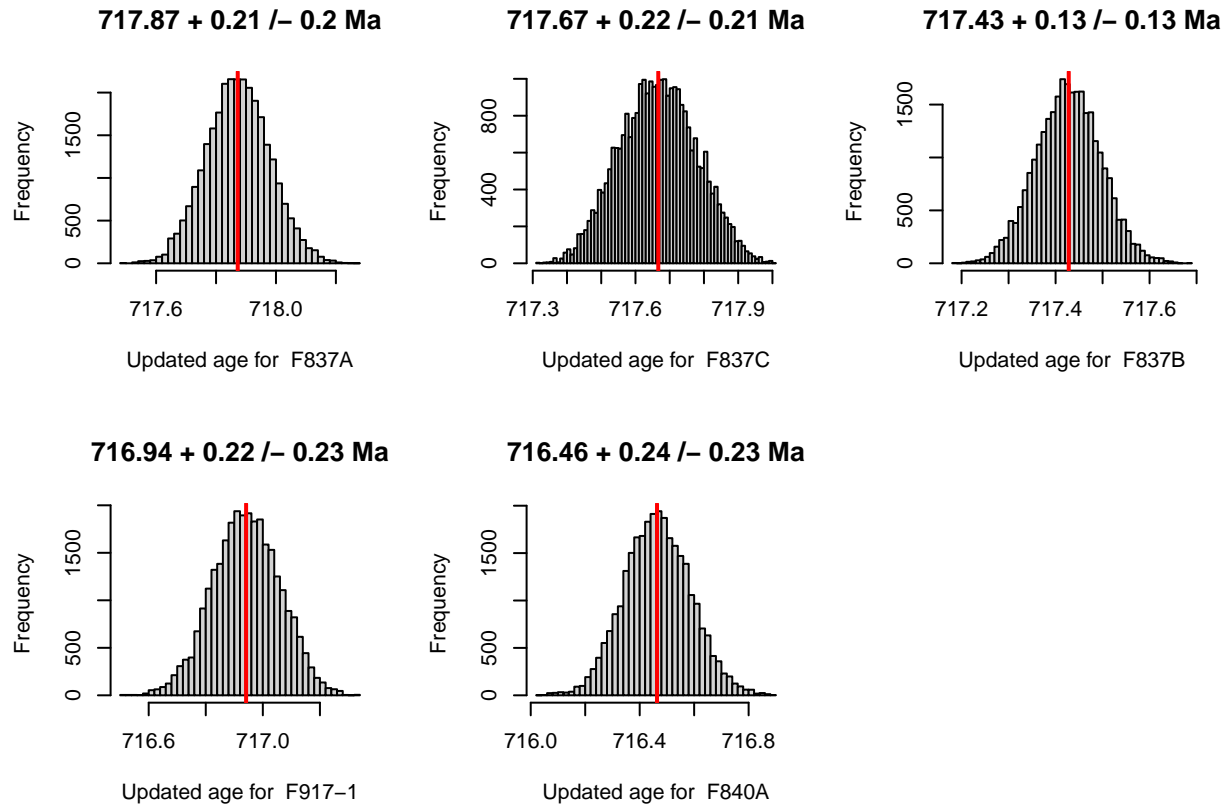 717.87 + 0.21 /− 0.2 Ma
Frequency
0
500
1500
717.6
718.0
Updated age for F837A
717.67 + 0.22 /− 0.21 Ma
Frequency
0
400
800
717.3
717.6
717.9
Updated age for F837C
717.43 + 0.13 /− 0.13 Ma
Frequency
0
500
1500
717.2
717.4
717.6
Updated age for F837B
716.94 + 0.22 /− 0.23 Ma
Frequency
0
500
1500
716.6
717.0
Updated age for F917−1
716.46 + 0.24 /− 0.23 Ma
Frequency
0
500
1500
716.0
716.4
716.8
Updated age for F840A